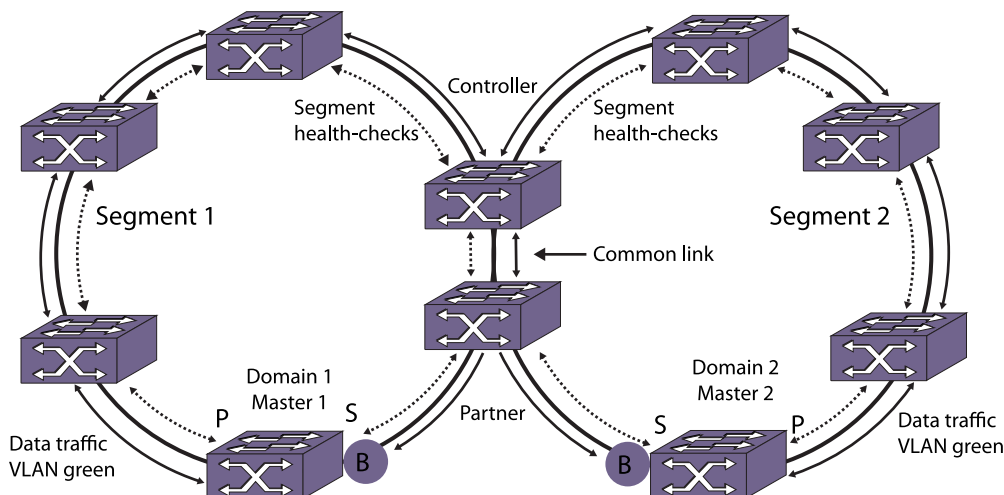 Controller
Segment
health-checks
Segment
health-checks
Segment 1
Segment 2
Common link
Domain 1
Master 1
Domain 2
Master 2
P
S
S
P
Partner
Data traffic
VLAN green
Data traffic
VLAN green
B
B